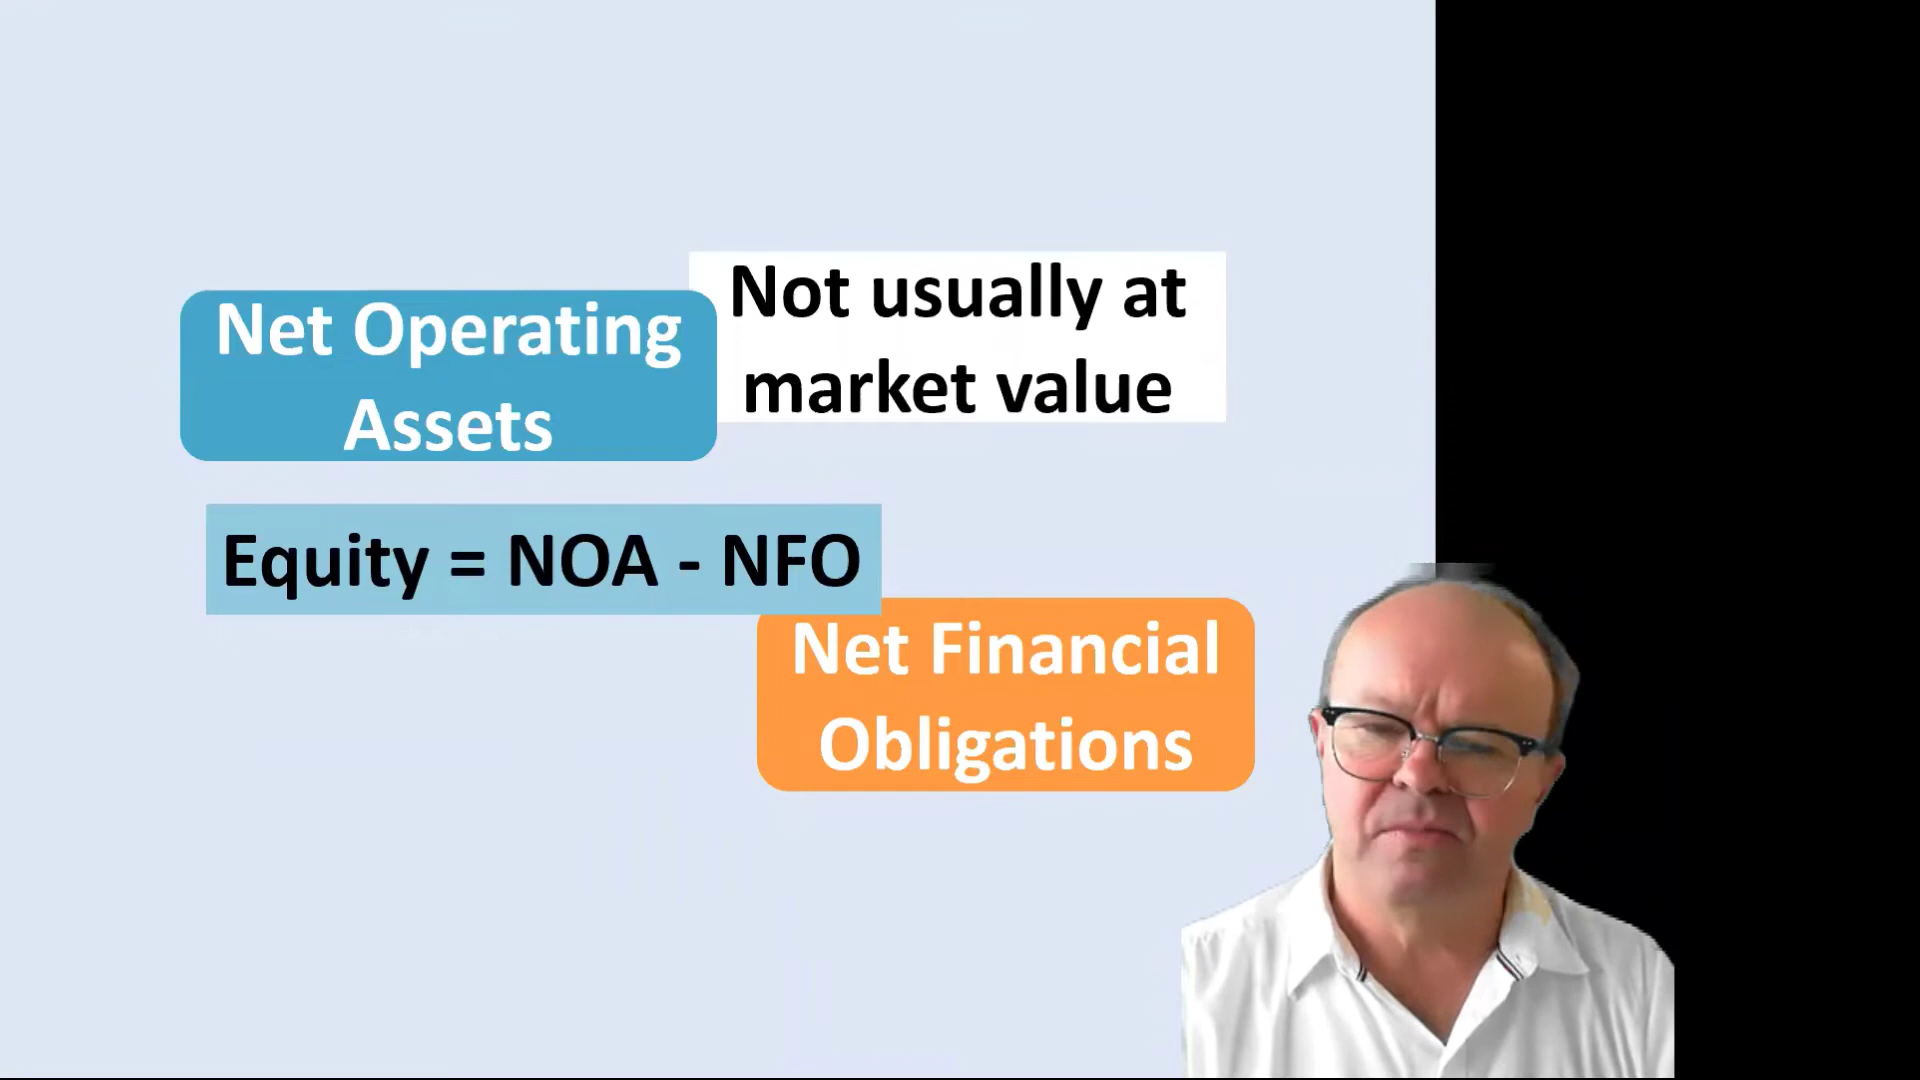 Not usually at
market value
Net Operating
Assets
Equity = NOA - NFO
Net Financial
Obligations